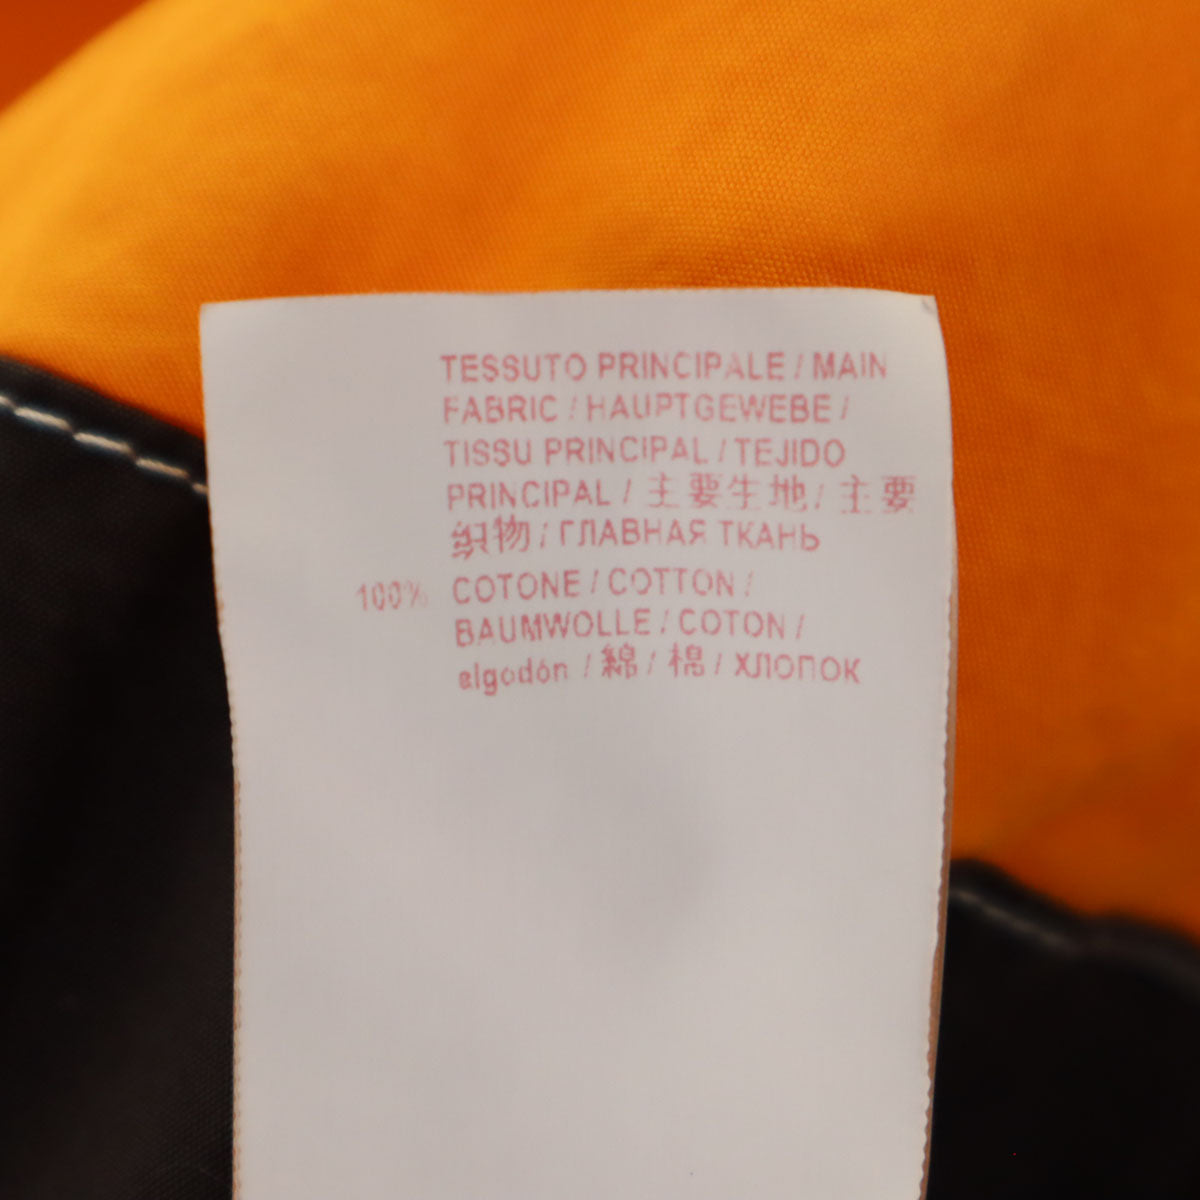 TESSUTO PRINCIPALE / MAIN
FABRIC / HAUPTGEWEBE /
TISSU PRINCIPAL / TEJIDO
PRINCIPAL / 主要生地 / 主要
织物 / ГЛАВНАЯ ТКАНЬ
100% COTONE / COTTON /
BAUMWOLLE / COTON /
algodón / 綿 / 棉 / ХЛОПОК